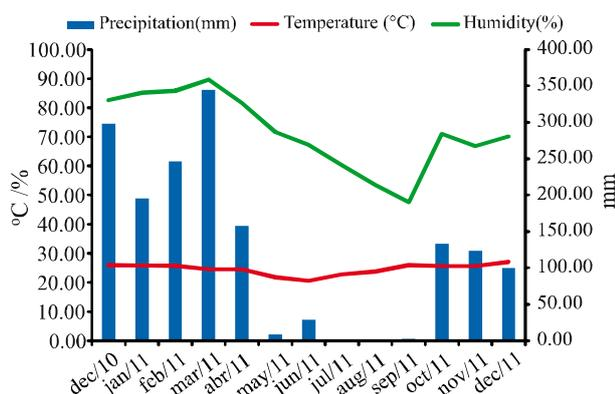 Precipitation(mm) Temperature (°C) Humidity(%)
100.00 400.00
90.00 350.00
80.00 300.00
70.00 250.00
60.00 200.00
50.00 150.00
40.00 100.00
30.00 50.00
20.00 0.00
10.00
0.00
ºC /%
mm
dec/10 jan/11 feb/11 mar/11 abr/11 may/11 jun/11 jul/11 aug/11 sep/11 oct/11 nov/11 dec/11